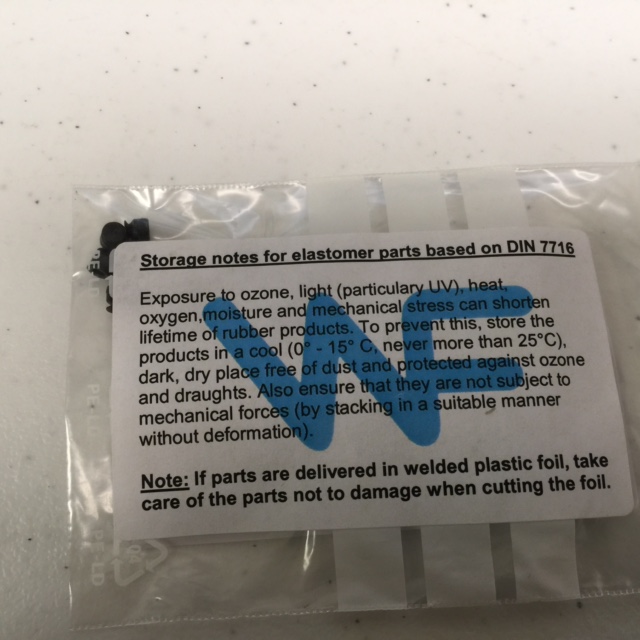 Storage notes for elastomer parts based on DIN 7716
Exposure to ozone, light (particulary UV), heat,
oxygen,moisture and mechanical stress can shorten
lifetime of rubber products. To prevent this, store the
products in a cool (0° - 15° C, never more than 25°C),
dark, dry place free of dust and protected against ozone
and draughts. Also ensure that they are not subject to
mechanical forces (by stacking in a suitable manner
without deformation).
Note: If parts are delivered in welded plastic foil, take
care of the parts not to damage when cutting the foil.
WF